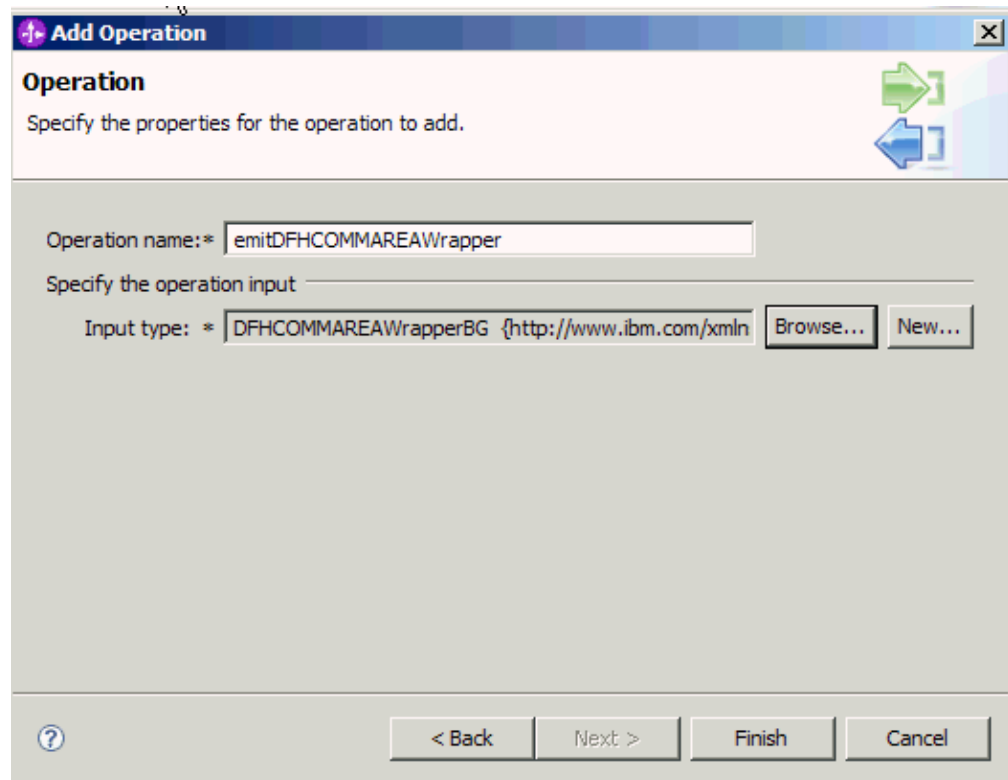 Add Operation
Operation
Specify the properties for the operation to add.
Operation name:* emitDFHCOMMAREAWrapper
Specify the operation input
Input type: * DFHCOMMAREAWrapperBG {http://www.ibm.com/xmln Browse... New...
< Back Next > Finish Cancel